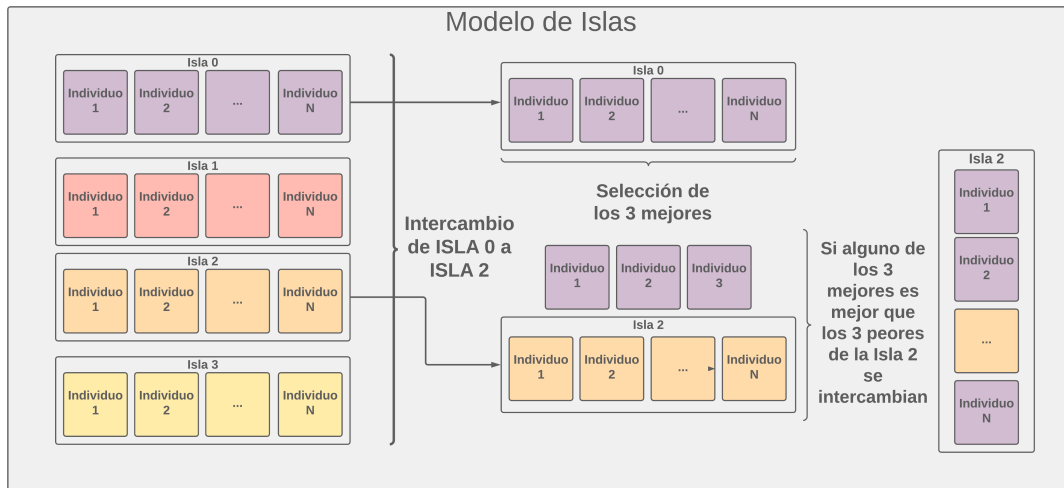 Modelo de Islas
Isla 0
Individuo
1
Individuo
2
...
Individuo
N
Isla 1
Individuo
1
Individuo
2
...
Individuo
N
Isla 2
Individuo
1
Individuo
2
...
Individuo
N
Isla 3
Individuo
1
Individuo
2
...
Individuo
N
Intercambio
de ISLA 0 a
ISLA 2
Isla 0
Individuo
1
Individuo
2
...
Individuo
N
Selección de
los 3 mejores
Individuo
1
Individuo
2
Individuo
3
Isla 2
Individuo
1
Individuo
2
...
Individuo
N
Si alguno de
los 3
mejores es
mejor que
los 3 peores
de la Isla 2
se
intercambian
Isla 2
Individuo
1
Individuo
2
...
Individuo
N